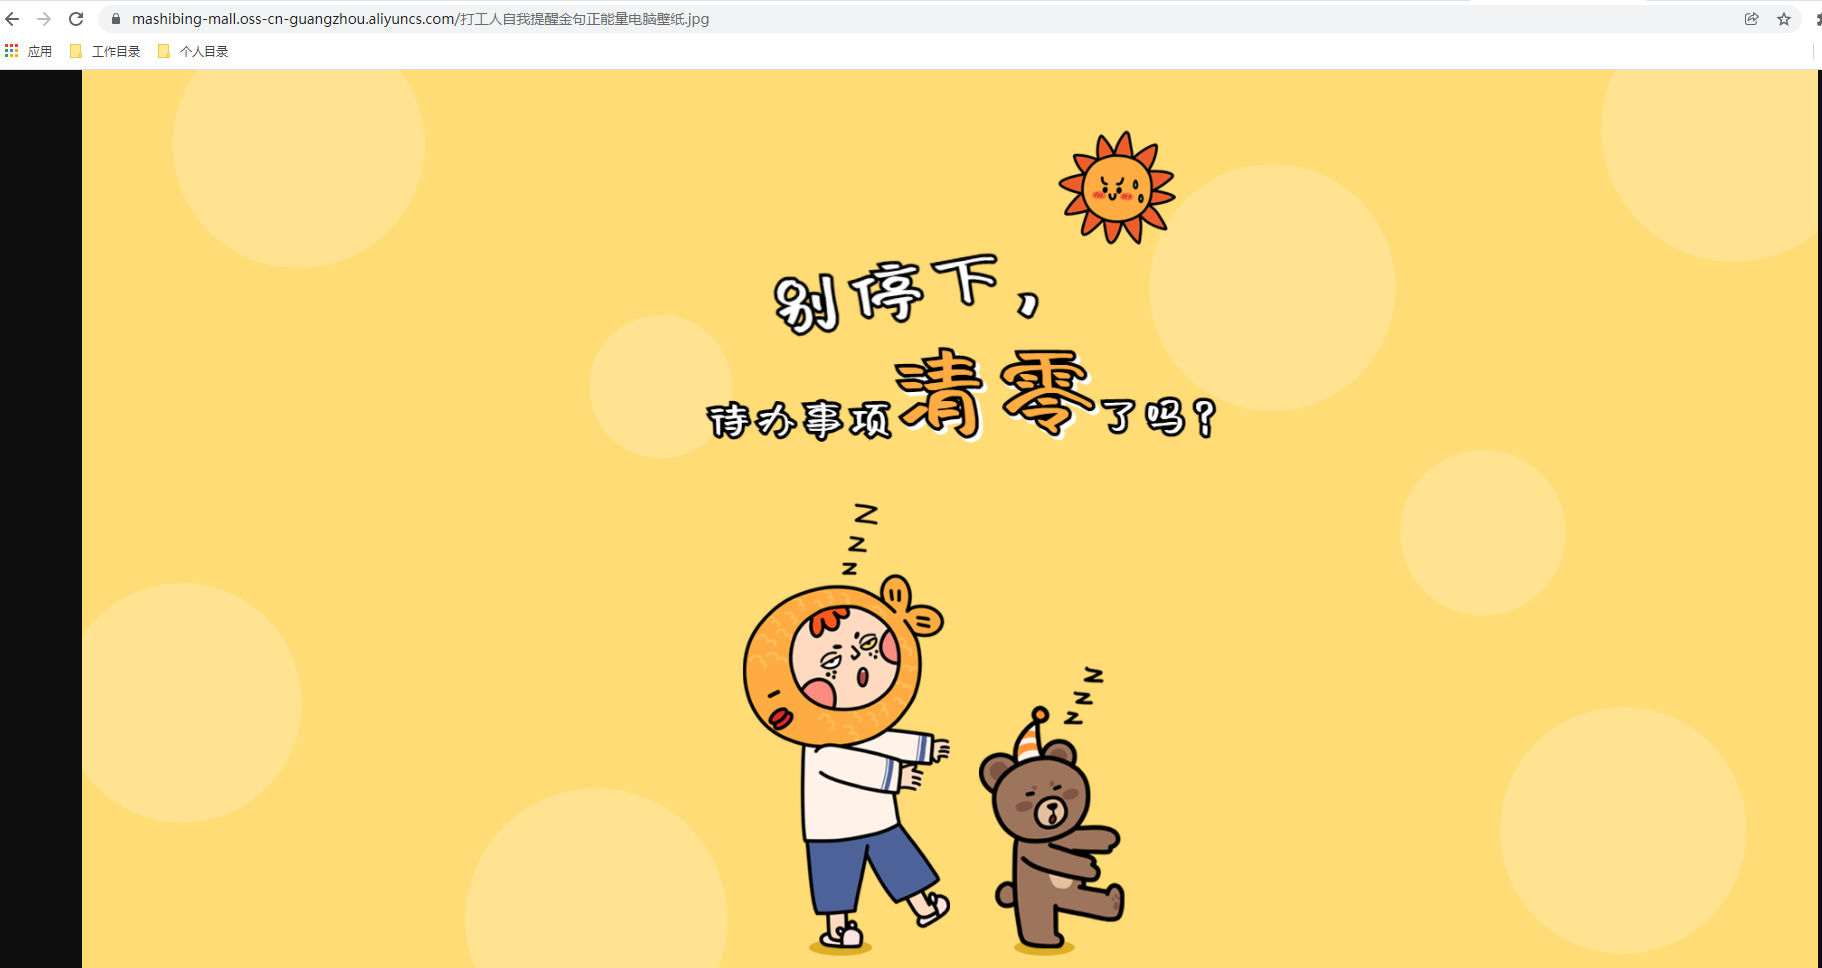 mashibing-mall.oss-cn-guangzhou.aliyuncs.com/打工人自我提醒金句正能量电脑壁纸.jpg
应用 工作目录 个人目录
别停下，
待办事项清零了吗？
z z z
z z z